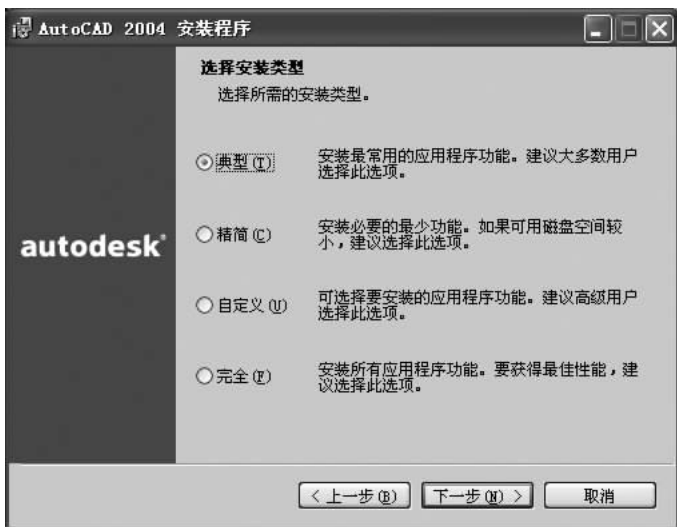 AutoCAD 2004 安装程序
选择安装类型
选择所需的安装类型。
典型(T)
安装最常用的应用程序功能。建议大多数用户
选择此选项。
autodesk®
精简(C)
安装必要的最少功能。如果可用磁盘空间较
小,建议选择此选项。
自定义(U)
可选择要安装的应用程序功能。建议高级用户
选择此选项。
完全(F)
安装所有应用程序功能。要获得最佳性能,建
议选择此选项。
<上一步(B) 下一步(N)> 取消